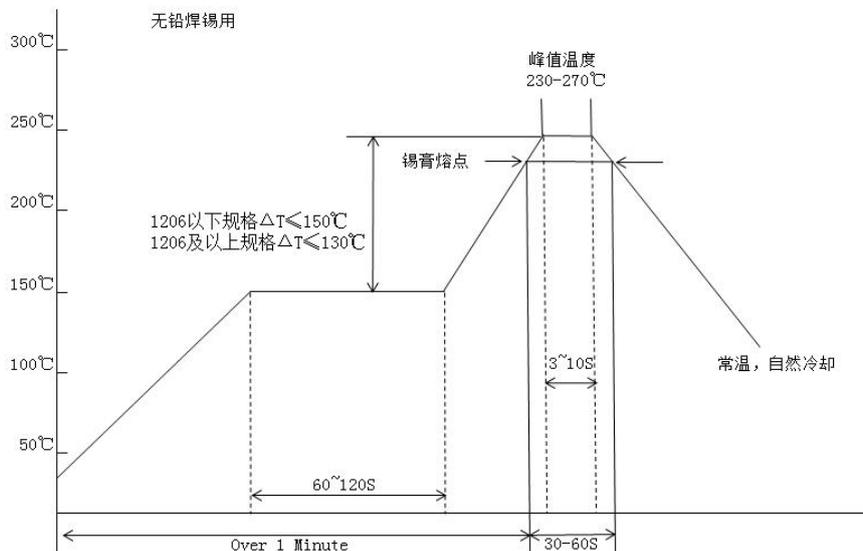 无铅焊锡用
300℃
峰值温度
230-270℃
250℃
锡膏熔点
200℃
1206以下规格△T≤150℃
1206及以上规格△T≤130℃
150℃
100℃
3~10S
常温，自然冷却
50℃
60~120S
Over 1 Minute
30-60S